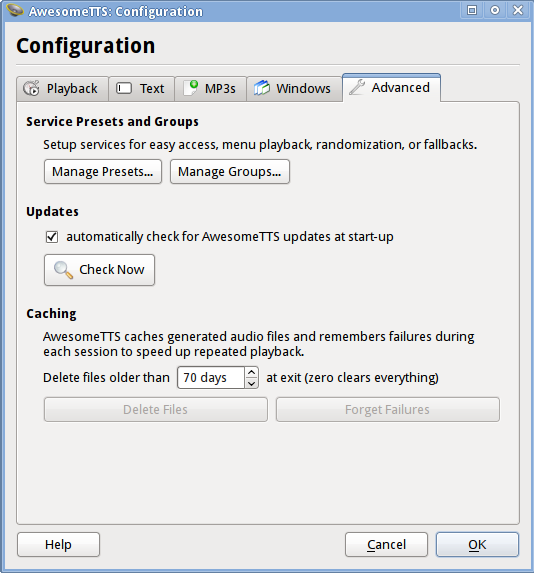 AwesomeTTS: Configuration
Configuration
Playback Text MP3s Windows Advanced
Service Presets and Groups
Setup services for easy access, menu playback, randomization, or fallbacks.
Manage Presets... Manage Groups...
Updates
automatically check for AwesomeTTS updates at start-up
Check Now
Caching
AwesomeTTS caches generated audio files and remembers failures during
each session to speed up repeated playback.
Delete files older than 70 days at exit (zero clears everything)
Delete Files Forget Failures
Help Cancel OK